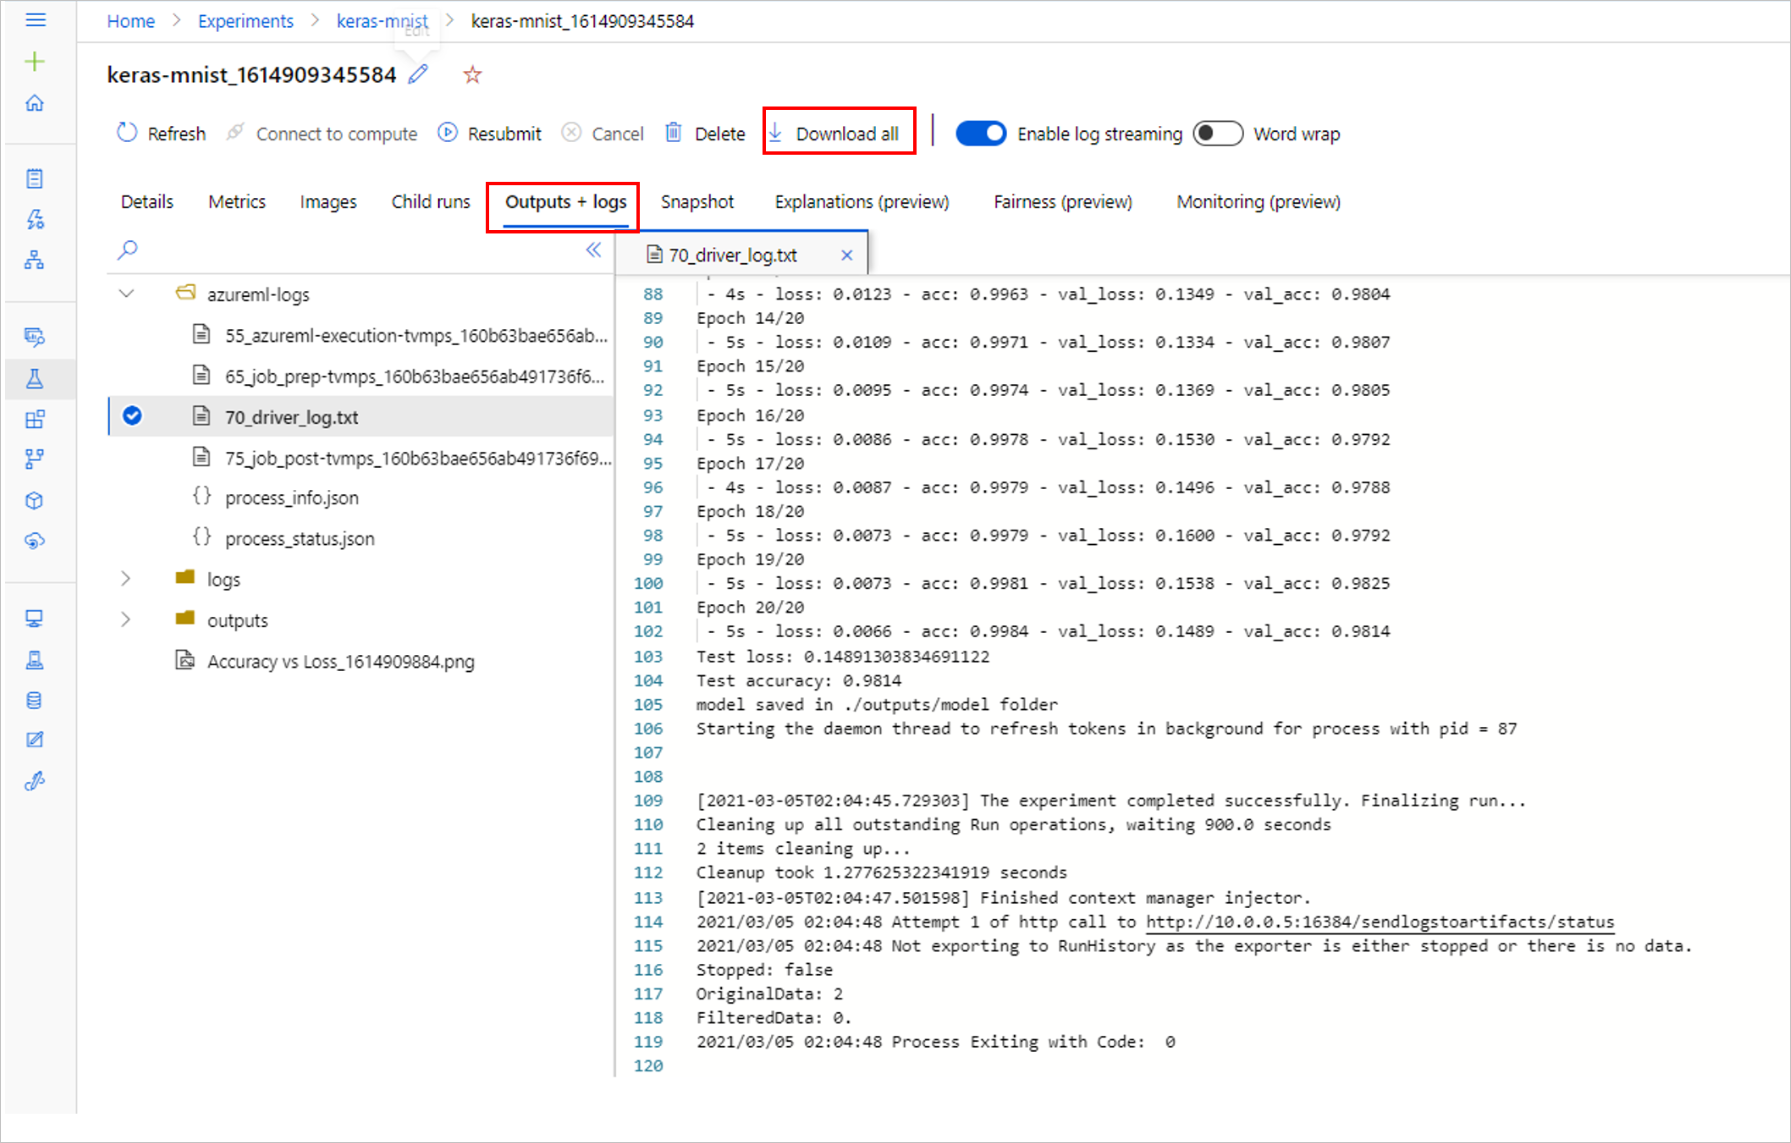 Home > Experiments > keras-mnist > keras-mnist_1614909345584
Edit
keras-mnist_1614909345584
Refresh Connect to compute Resubmit Cancel Delete Download all Enable log streaming Word wrap
Details Metrics Images Child runs Outputs + logs Snapshot Explanations (preview) Fairness (preview) Monitoring (preview)
azureml-logs
55_azureml-execution-tvmps_160b63bae656ab...
65_job_prep-tvmps_160b63bae656ab491736f6...
70_driver_log.txt
75_job_post-tvmps_160b63bae656ab491736f69...
{} process_info.json
{} process_status.json
logs
outputs
Accuracy vs Loss_1614909884.png
70_driver_log.txt
88 - 4s - loss: 0.0123 - acc: 0.9963 - val_loss: 0.1349 - val_acc: 0.9804
89 Epoch 14/20
90 - 5s - loss: 0.0109 - acc: 0.9971 - val_loss: 0.1334 - val_acc: 0.9807
91 Epoch 15/20
92 - 5s - loss: 0.0095 - acc: 0.9974 - val_loss: 0.1369 - val_acc: 0.9805
93 Epoch 16/20
94 - 5s - loss: 0.0086 - acc: 0.9978 - val_loss: 0.1530 - val_acc: 0.9792
95 Epoch 17/20
96 - 4s - loss: 0.0087 - acc: 0.9979 - val_loss: 0.1496 - val_acc: 0.9788
97 Epoch 18/20
98 - 5s - loss: 0.0073 - acc: 0.9979 - val_loss: 0.1600 - val_acc: 0.9792
99 Epoch 19/20
100 - 5s - loss: 0.0073 - acc: 0.9981 - val_loss: 0.1538 - val_acc: 0.9825
101 Epoch 20/20
102 - 5s - loss: 0.0066 - acc: 0.9984 - val_loss: 0.1489 - val_acc: 0.9814
103 Test loss: 0.14891303834691122
104 Test accuracy: 0.9814
105 model saved in ./outputs/model folder
106 Starting the daemon thread to refresh tokens in background for process with pid = 87
107
108
109 [2021-03-05T02:04:45.729303] The experiment completed successfully. Finalizing run...
110 Cleaning up all outstanding Run operations, waiting 900.0 seconds
111 2 items cleaning up...
112 Cleanup took 1.277625322341919 seconds
113 [2021-03-05T02:04:47.501598] Finished context manager injector.
114 2021/03/05 02:04:48 Attempt 1 of http call to http://10.0.0.5:16384/sendlogstoartifacts/status
115 2021/03/05 02:04:48 Not exporting to RunHistory as the exporter is either stopped or there is no data.
116 Stopped: false
117 OriginalData: 2
118 FilteredData: 0.
119 2021/03/05 02:04:48 Process Exiting with Code:  0
120